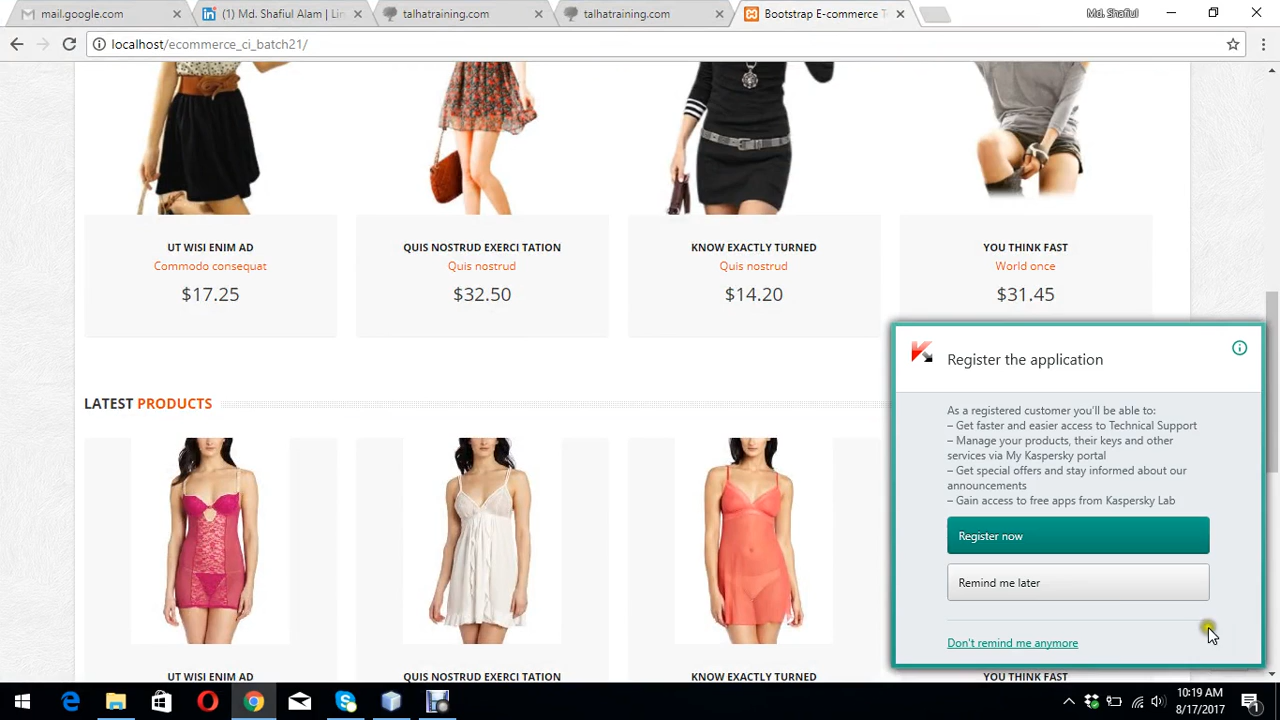 mail.google.com
(1) Md. Shafiul Alam | Lin
talhatraining.com
talhatraining.com
Bootstrap E-commerce Te
Md. Shafiul
localhost/ecommerce_ci_batch21/
UT WISI ENIM AD
QUIS NOSTRUD EXERCI TATION
KNOW EXACTLY TURNED
YOU THINK FAST
Commodo consequat
Quis nostrud
Quis nostrud
World once
$17.25
$32.50
$14.20
$31.45
LATEST PRODUCTS
Register the application
As a registered customer you'll be able to:
– Get faster and easier access to Technical Support
– Manage your products, their keys and other
services via My Kaspersky portal
– Get special offers and stay informed about our
announcements
– Gain access to free apps from Kaspersky Lab
Register now
Remind me later
Don't remind me anymore
UT WISI ENIM AD
QUIS NOSTRUD EXERCI TATION
KNOW EXACTLY TURNED
YOU THINK FAST
10:19 AM
8/17/2017
1